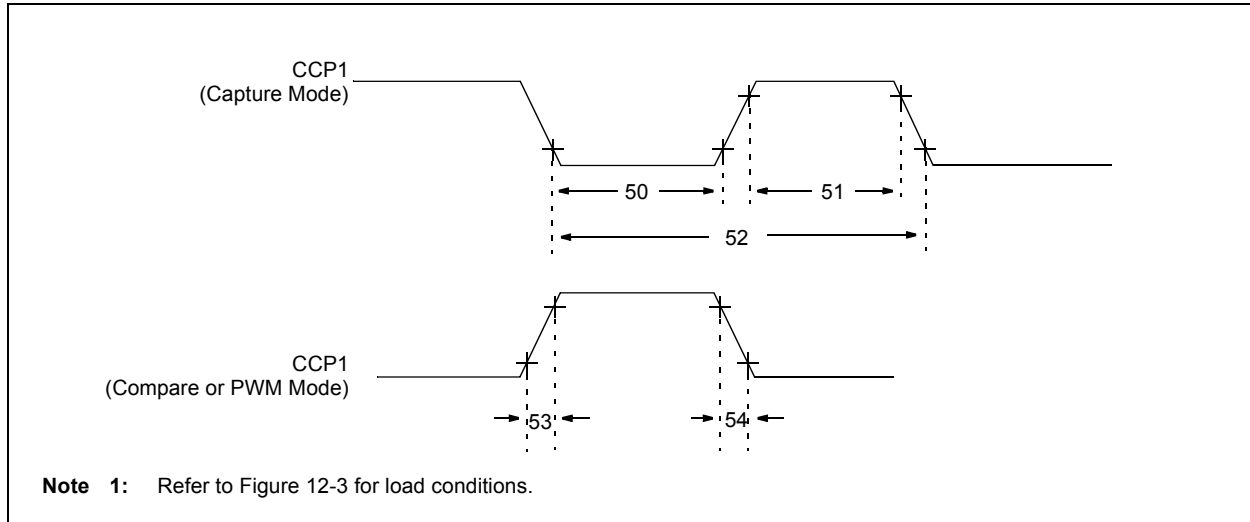 CCP1
(Capture Mode)
50
51
52
CCP1
(Compare or PWM Mode)
53
54
Note 1: Refer to Figure 12-3 for load conditions.